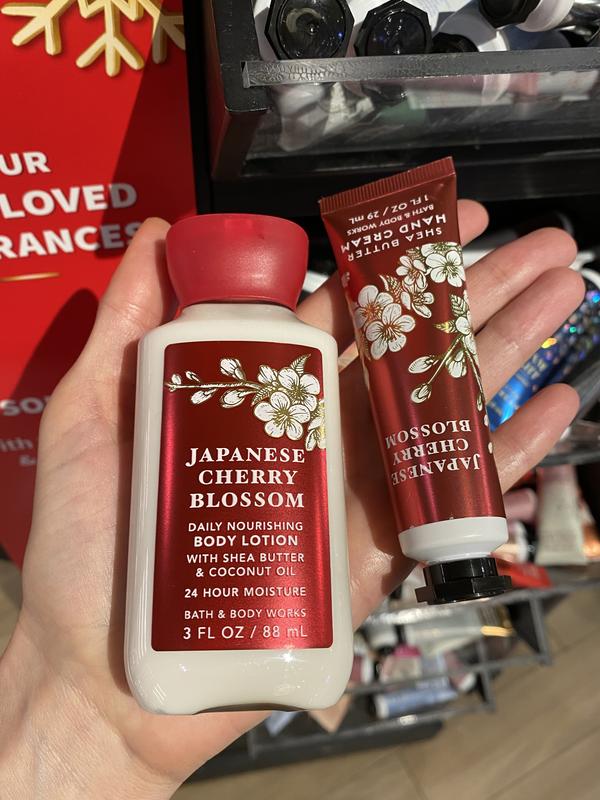 UR
LOVED
RANCES
SO
ith
&
JAPANESE
CHERRY
BLOSSOM
DAILY NOURISHING
BODY LOTION
WITH SHEA BUTTER
& COCONUT OIL
24 HOUR MOISTURE
BATH & BODY WORKS
3 FL OZ / 88 mL
JAPANESE
CHERRY
BLOSSOM
SHEA BUTTER
HAND CREAM
BATH & BODY WORKS
1 FL OZ / 29 mL